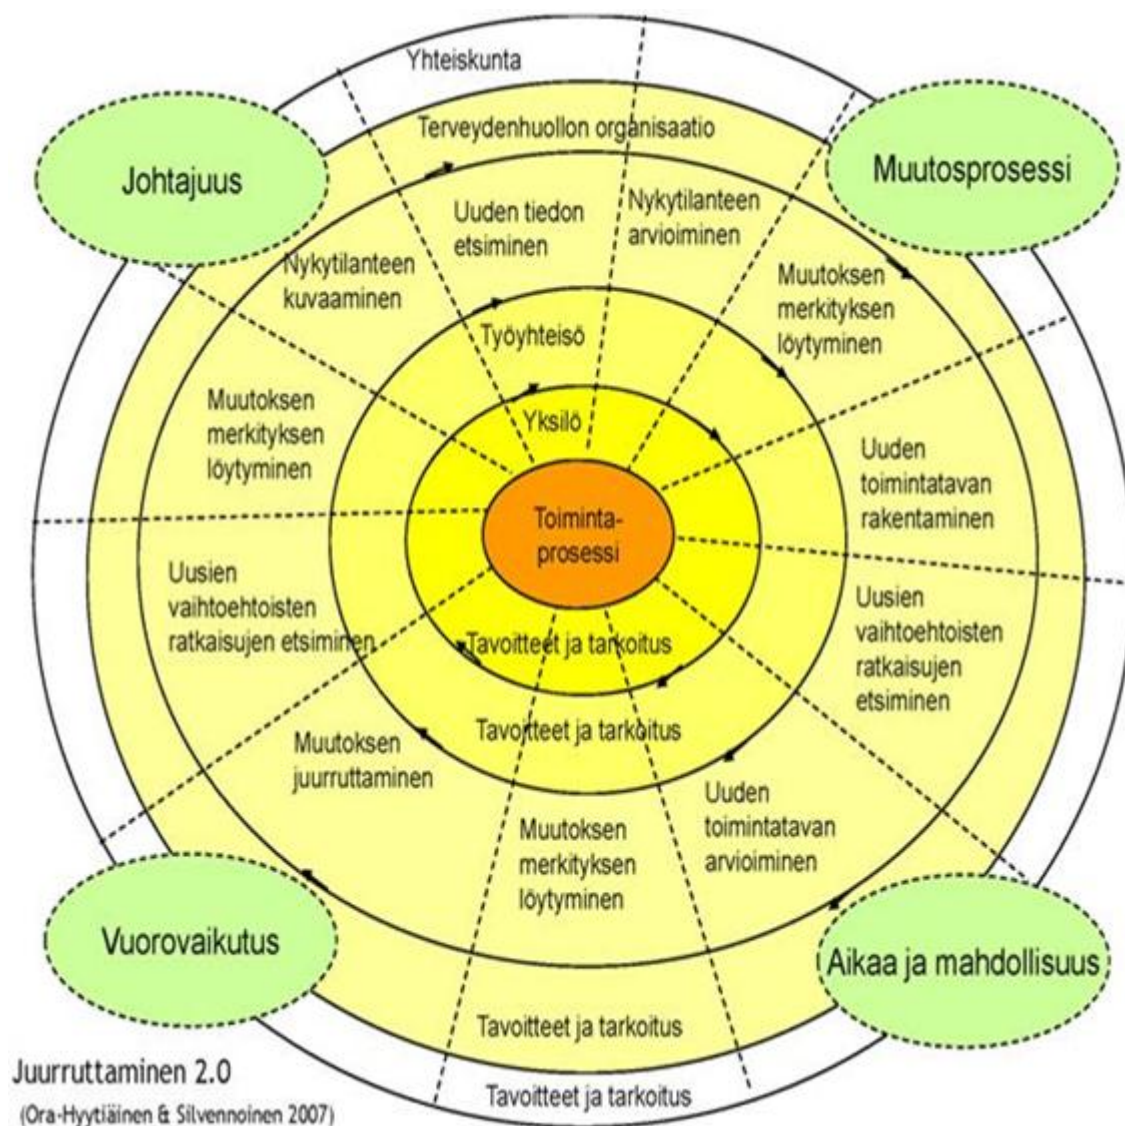 Yhteiskunta
Terveydenhuollon organisaatio
Johtajuus
Muutosprosessi
Uuden tiedon
etsiminen
Nykytilanteen
arvioiminen
Nykytilanteen
kuvaaminen
Muutoksen
merkityksen
löytyminen
Työyhteisö
Muutoksen
merkityksen
löytyminen
Yksilö
Uuden
toimintatavan
rakentaminen
Toiminta-
prosessi
Uusien
vaihtoehtoisten
ratkaisujen etsiminen
Uusien
vaihtoehtoisten
ratkaisujen
etsiminen
Tavoitteet ja tarkoitus
Tavoitteet ja tarkoitus
Muutoksen
juurruttaminen
Uuden
toimintatavan
arvioiminen
Muutoksen
merkityksen
löytyminen
Vuorovaikutus
Aikaa ja mahdollisuus
Tavoitteet ja tarkoitus
Tavoitteet ja tarkoitus
Juurruttaminen 2.0
(Ora-Hyytiäinen & Silvennoinen 2007)